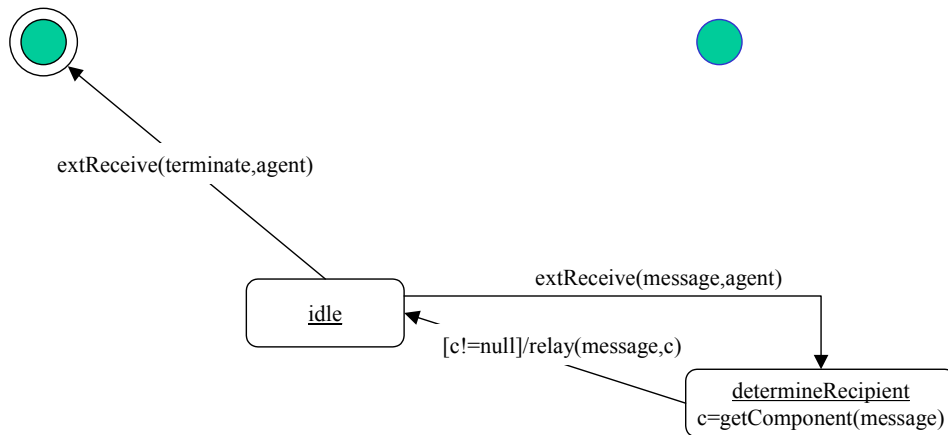 extReceive(terminate,agent)
extReceive(message,agent)
idle
[c!=null]/relay(message,c)
determineRecipient
c=getComponent(message)